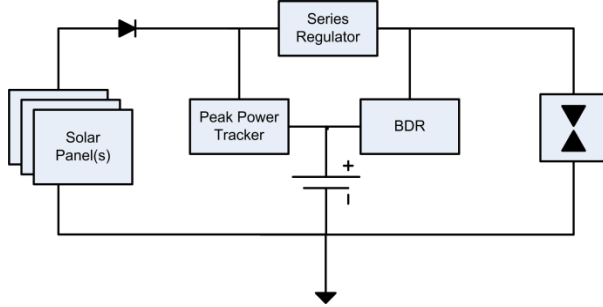 Series
Regulator
Solar
Panel(s)
Peak Power
Tracker
BDR
+